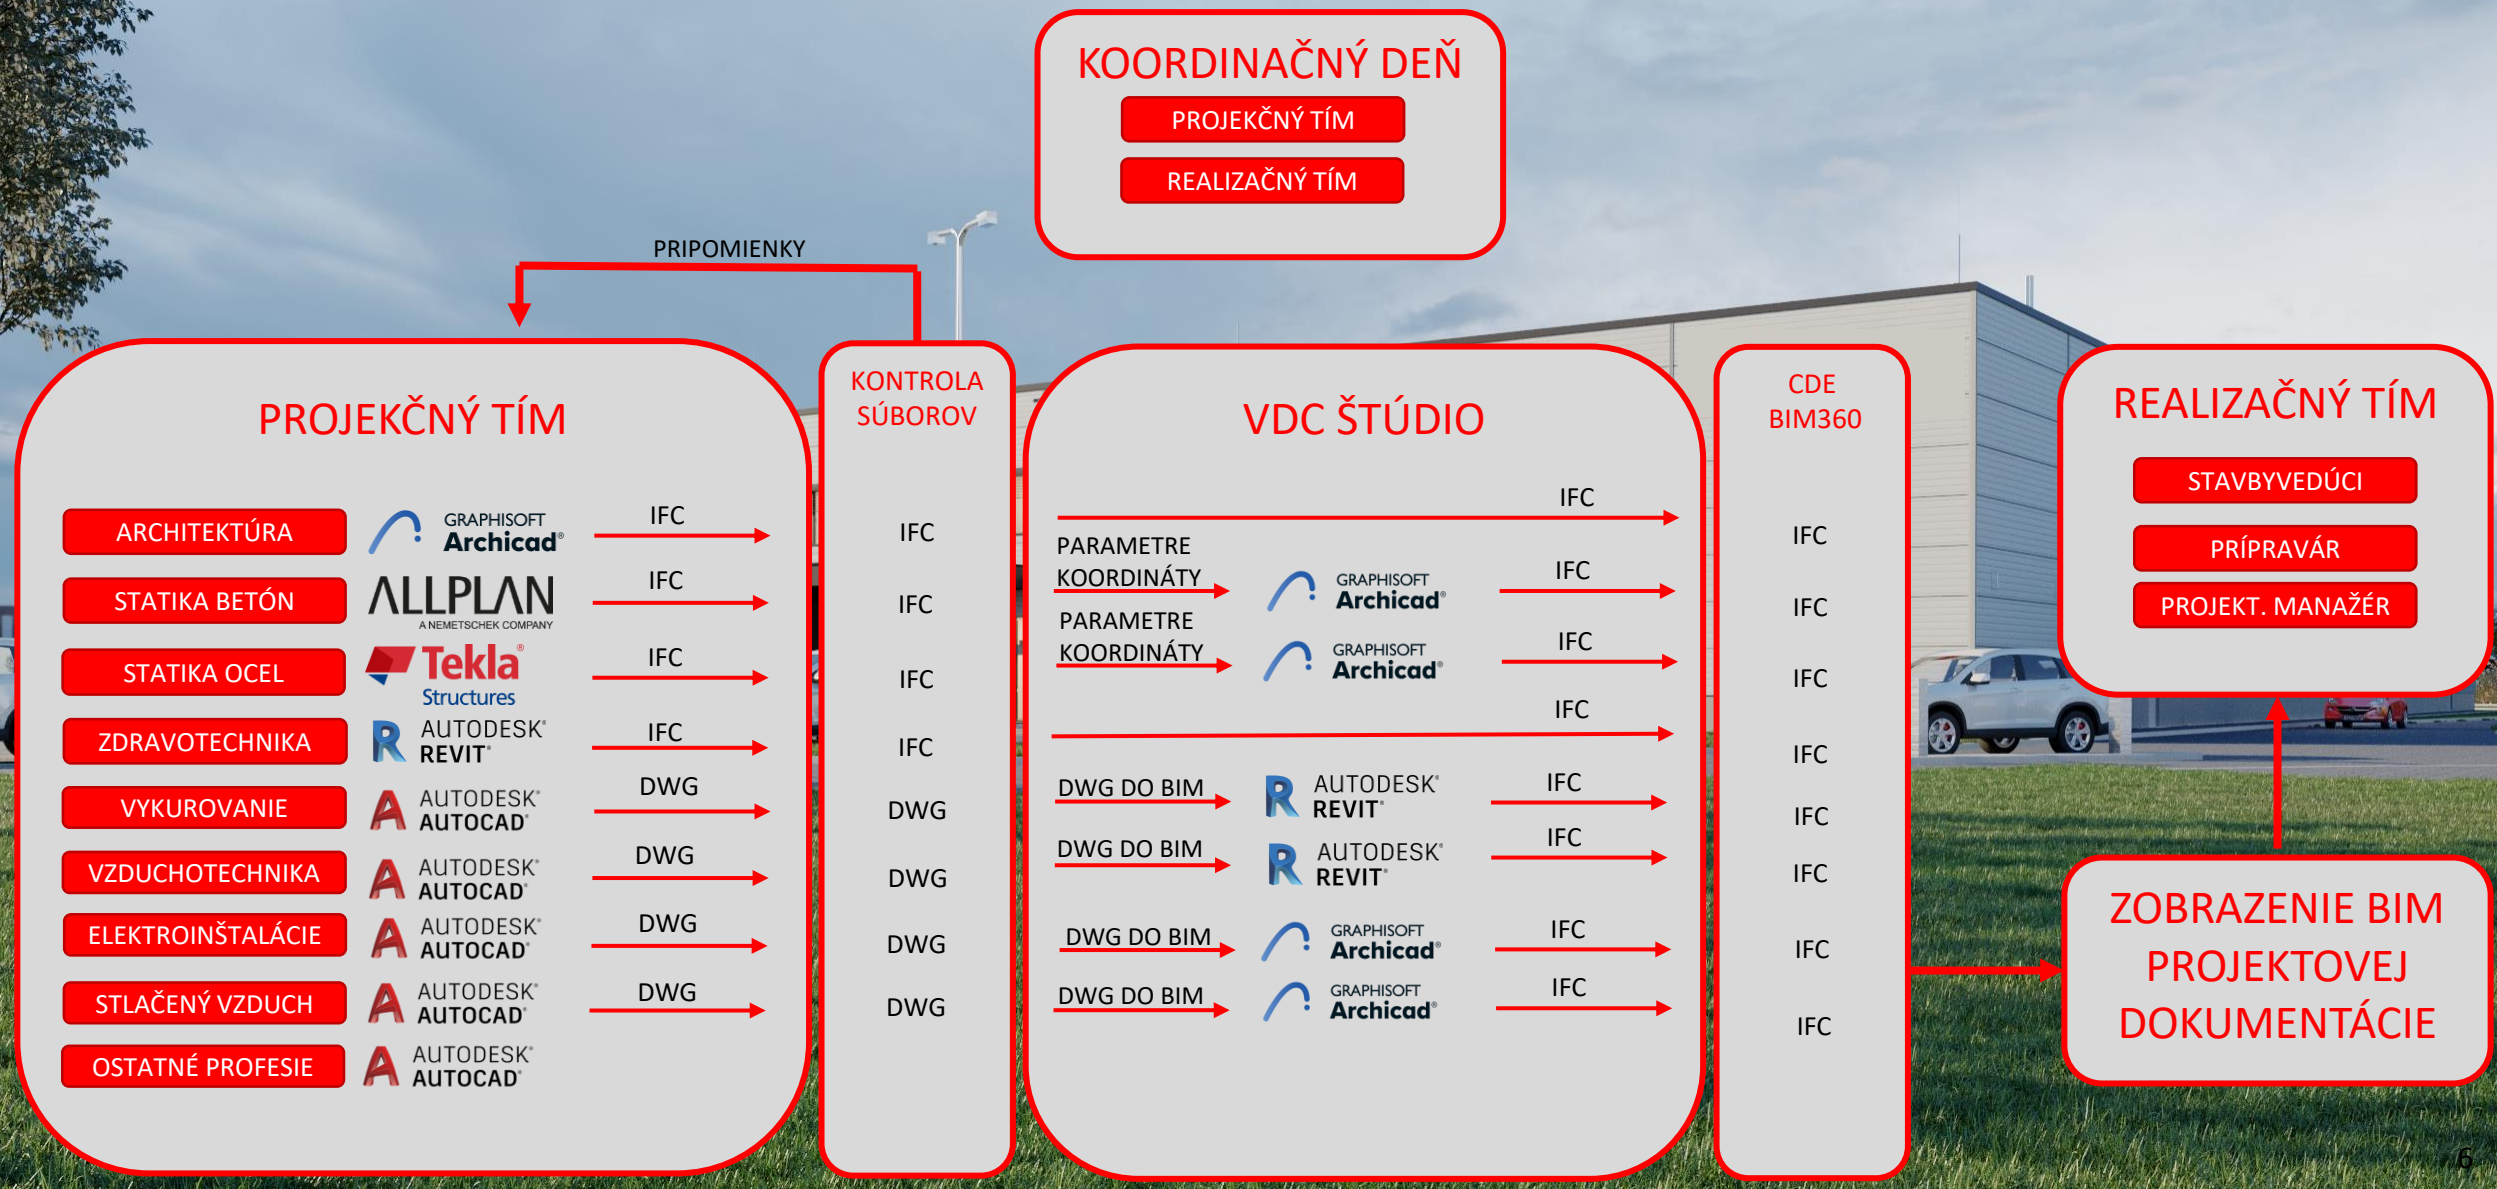 KOORDINAČNÝ DEŇ
PROJEKČNÝ TÍM
REALIZAČNÝ TÍM
PRIPOMIENKY
PROJEKČNÝ TÍM
ARCHITEKTÚRA
GRAPHISOFT
Archicad®
IFC
STATIKA BETÓN
ALLPLAN
A NEMETSCHEK COMPANY
IFC
STATIKA OCEL
Tekla®
Structures
IFC
ZDRAVOTECHNIKA
AUTODESK®
REVIT®
IFC
VYKUROVANIE
AUTODESK®
AUTOCAD®
DWG
VZDUCHOTECHNIKA
AUTODESK®
AUTOCAD®
DWG
ELEKTROINŠTALÁCIE
AUTODESK®
AUTOCAD®
DWG
STLAČENÝ VZDUCH
AUTODESK®
AUTOCAD®
DWG
OSTATNÉ PROFESIE
AUTODESK®
AUTOCAD®
KONTROLA
SÚBOROV
IFC
IFC
IFC
IFC
DWG
DWG
DWG
DWG
VDC ŠTÚDIO
IFC
PARAMETRE
KOORDINÁTY
GRAPHISOFT
Archicad®
IFC
PARAMETRE
KOORDINÁTY
GRAPHISOFT
Archicad®
IFC
IFC
DWG DO BIM
AUTODESK®
REVIT®
IFC
DWG DO BIM
AUTODESK®
REVIT®
IFC
DWG DO BIM
GRAPHISOFT
Archicad®
IFC
DWG DO BIM
GRAPHISOFT
Archicad®
IFC
CDE
BIM360
IFC
IFC
IFC
IFC
IFC
IFC
IFC
IFC
REALIZAČNÝ TÍM
STAVBYVEDÚCI
PRÍPRAVÁR
PROJEKT. MANAŽÉR
ZOBRAZENIE BIM
PROJEKTOVEJ
DOKUMENTÁCIE
6